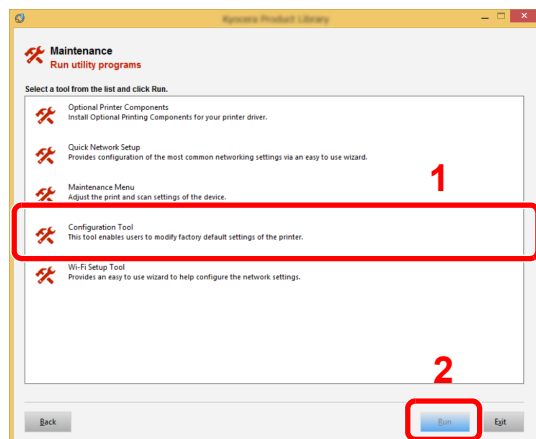 Kyocera Product Library
Maintenance
Run utility programs
Select a tool from the list and click Run.
Optional Printer Components
Install Optional Printing Components for your printer driver.
Quick Network Setup
Provides configuration of the most common networking settings via an easy to use wizard.
1
Maintenance Menu
Adjust the print and scan settings of the device.
Configuration Tool
This tool enables users to modify factory default settings of the printer.
Wi-Fi Setup Tool
Provides an easy to use wizard to help configure the network settings.
2
Back
Run
Exit